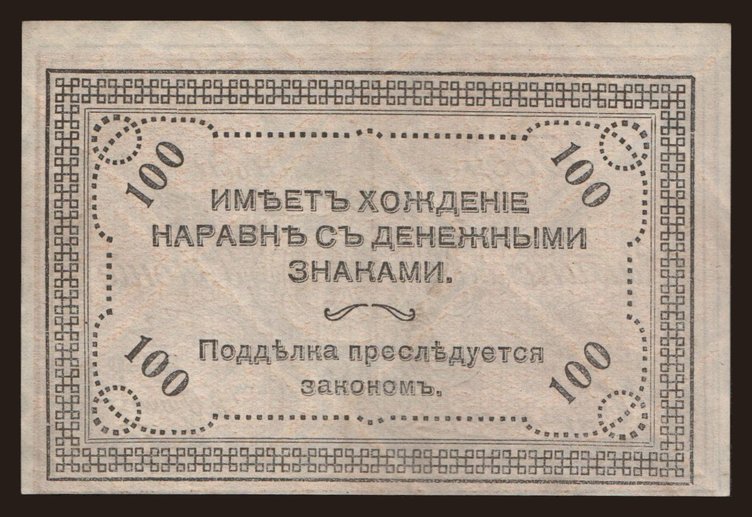 100 100
ИМѢЕТЪ ХОЖДЕНІЕ
НАРАВНѢ СЪ ДЕНЕЖНЫМИ
ЗНАКАМИ.
Поддѣлка преслѣдуется
закономъ.
100 100